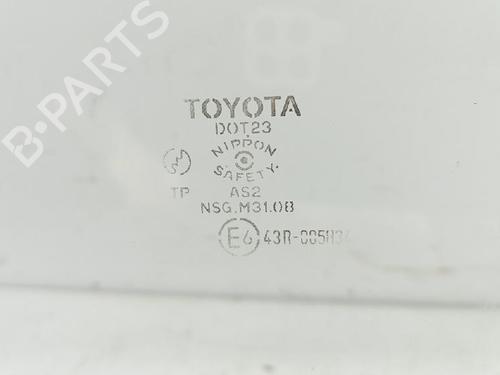 B-PARTS
TOYOTA
DOT23
NIPPON
SAFETY
TP AS2
NSG.M31.08
E6